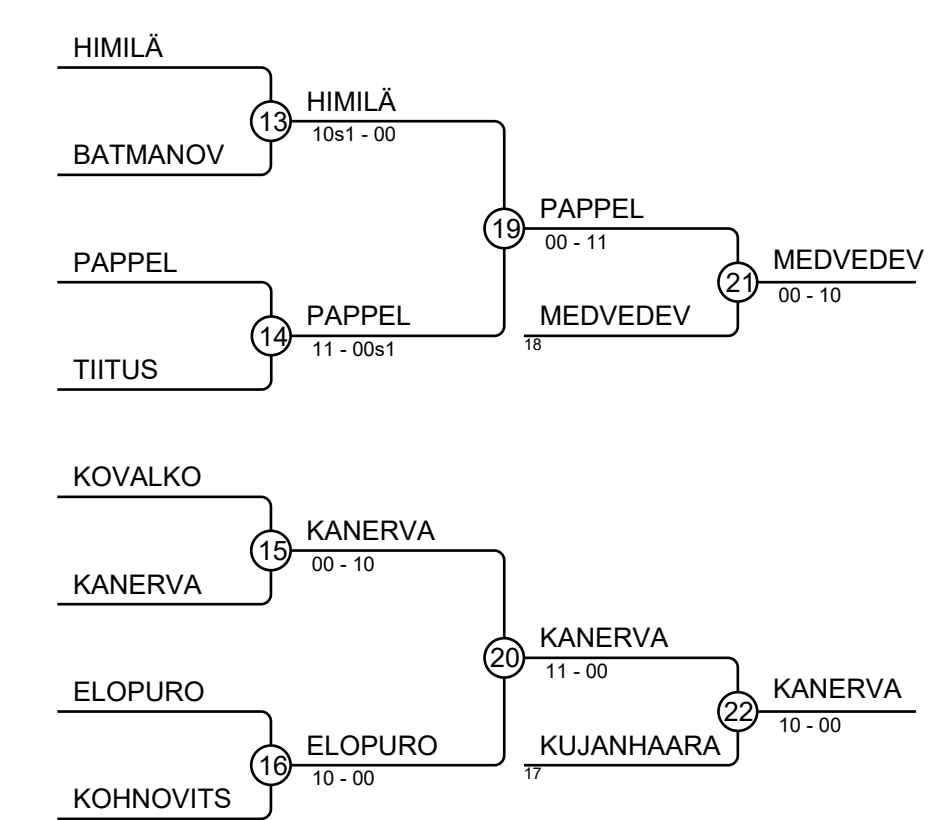 HIMILÄ
HIMILÄ
13
10s1 - 00
BATMANOV
PAPPEL
19
00 - 11
PAPPEL
MEDVEDEV
21
00 - 10
PAPPEL
MEDVEDEV
14
11 - 00s1
18
TIITUS
KOVALKO
KANERVA
15
00 - 10
KANERVA
KANERVA
20
11 - 00
ELOPURO
KANERVA
22
10 - 00
ELOPURO
KUJANHAARA
16
10 - 00
17
KOHNOVITS